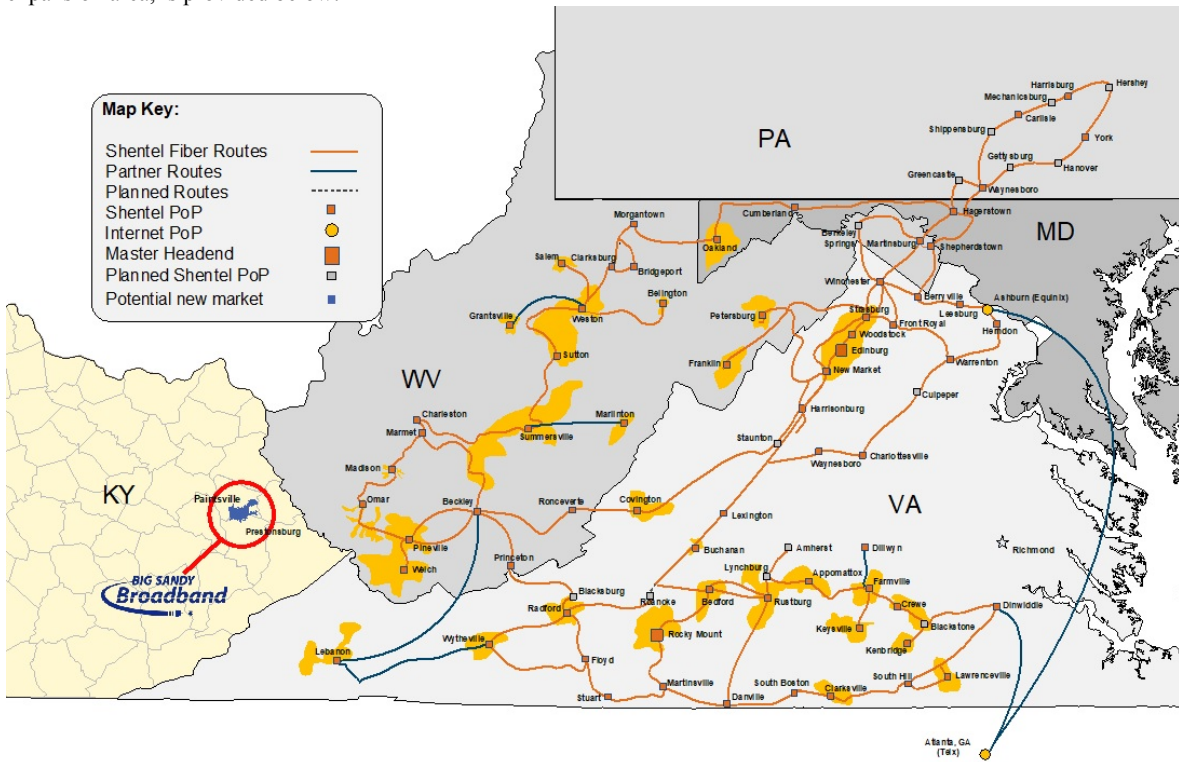 Map Key:
Shentel Fiber Routes
Partner Routes
Planned Routes
Shentel PoP
Internet PoP
Master Headend
Planned Shentel PoP
Potential new market
PA
Harrisburg
Hershey
Mechanicsburg
Carlisle
Shippensburg
York
Gettysburg
Hanover
Greencastle
Waynesboro
Morgantown
Cumberland
Hagerstown
MD
Oakland
Berkeley
Springs
Martinsburg
Shepherdstown
Salem
Clarksburg
Bridgeport
Belington
Winchester
Berryville
Ashburn (Equinix)
Leesburg
Herndon
Grantsville
Weston
Petersburg
Strasburg
Front Royal
Woodstock
Edinburg
Warrenton
Sutton
Franklin
New Market
WV
Culpeper
Charleston
Marmet
Harrisonburg
Summersville
Marlinton
Staunton
Waynesboro
Charlottesville
Madison
KY
Paintsville
Omar
Beckley
Ronceverte
Covington
Lexington
VA
Prestonsburg
Pineville
Welch
Princeton
Buchanan
Amherst
Dillwyn
Richmond
BIG SANDY
Broadband
Blacksburg
Lynchburg
Appomattox
Farmville
Radford
Roanoke
Bedford
Rustburg
Crewe
Dinwiddie
Blackstone
Keysville
Kenbridge
Rocky Mount
Wytheville
Lebanon
Floyd
Martinsville
South Boston
South Hill
Lawrenceville
Clarksville
Stuart
Danville
Atlanta, GA
(Telx)